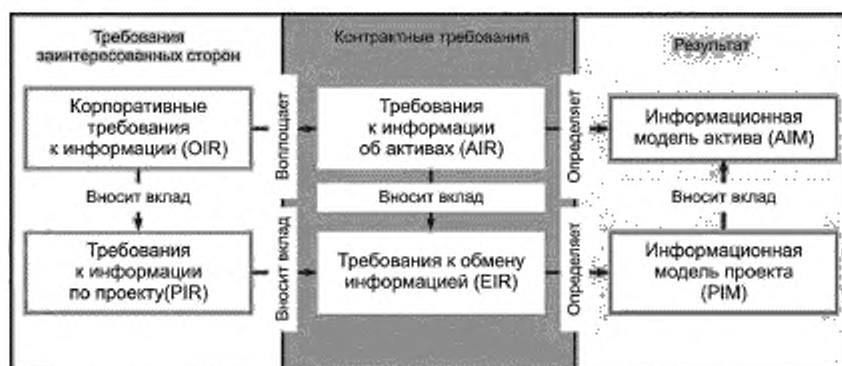 Требования
заинтересованных сторон
Контрактные требования
Результат
Корпоративные
требования
к информации (OIR)
Воплощает
Требования
к информации
об активах (AIR)
Определяет
Информационная
модель актива (AIM)
Вносит вклад
Вносит вклад
Вносит вклад
Требования
к информации
по проекту(PIR)
Вносит вклад
Требования к обмену
информацией (EIR)
Определяет
Информационная
модель проекта
(PIM)